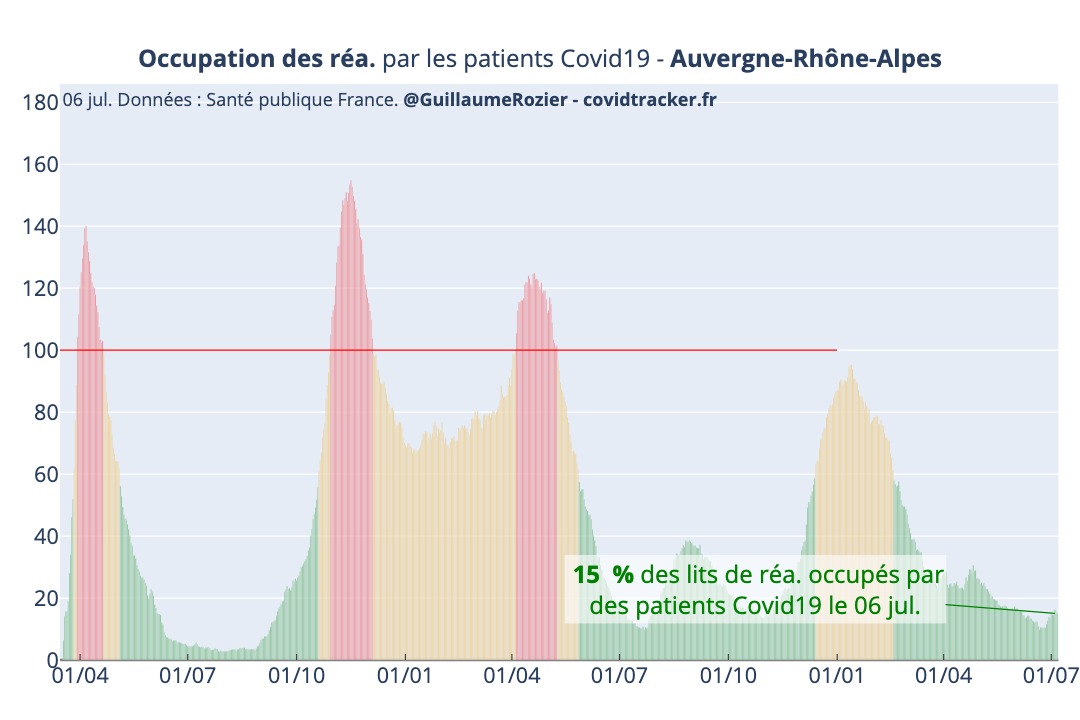 Occupation des réa. par les patients Covid19 - Auvergne-Rhône-Alpes
06 jul. Données : Santé publique France. @GuillaumeRozier - covidtracker.fr
180
160
140
120
100
80
60
40
20
0
15 % des lits de réa. occupés par
des patients Covid19 le 06 jul.
01/04 01/07 01/10 01/01 01/04 01/07 01/10 01/01 01/04 01/07